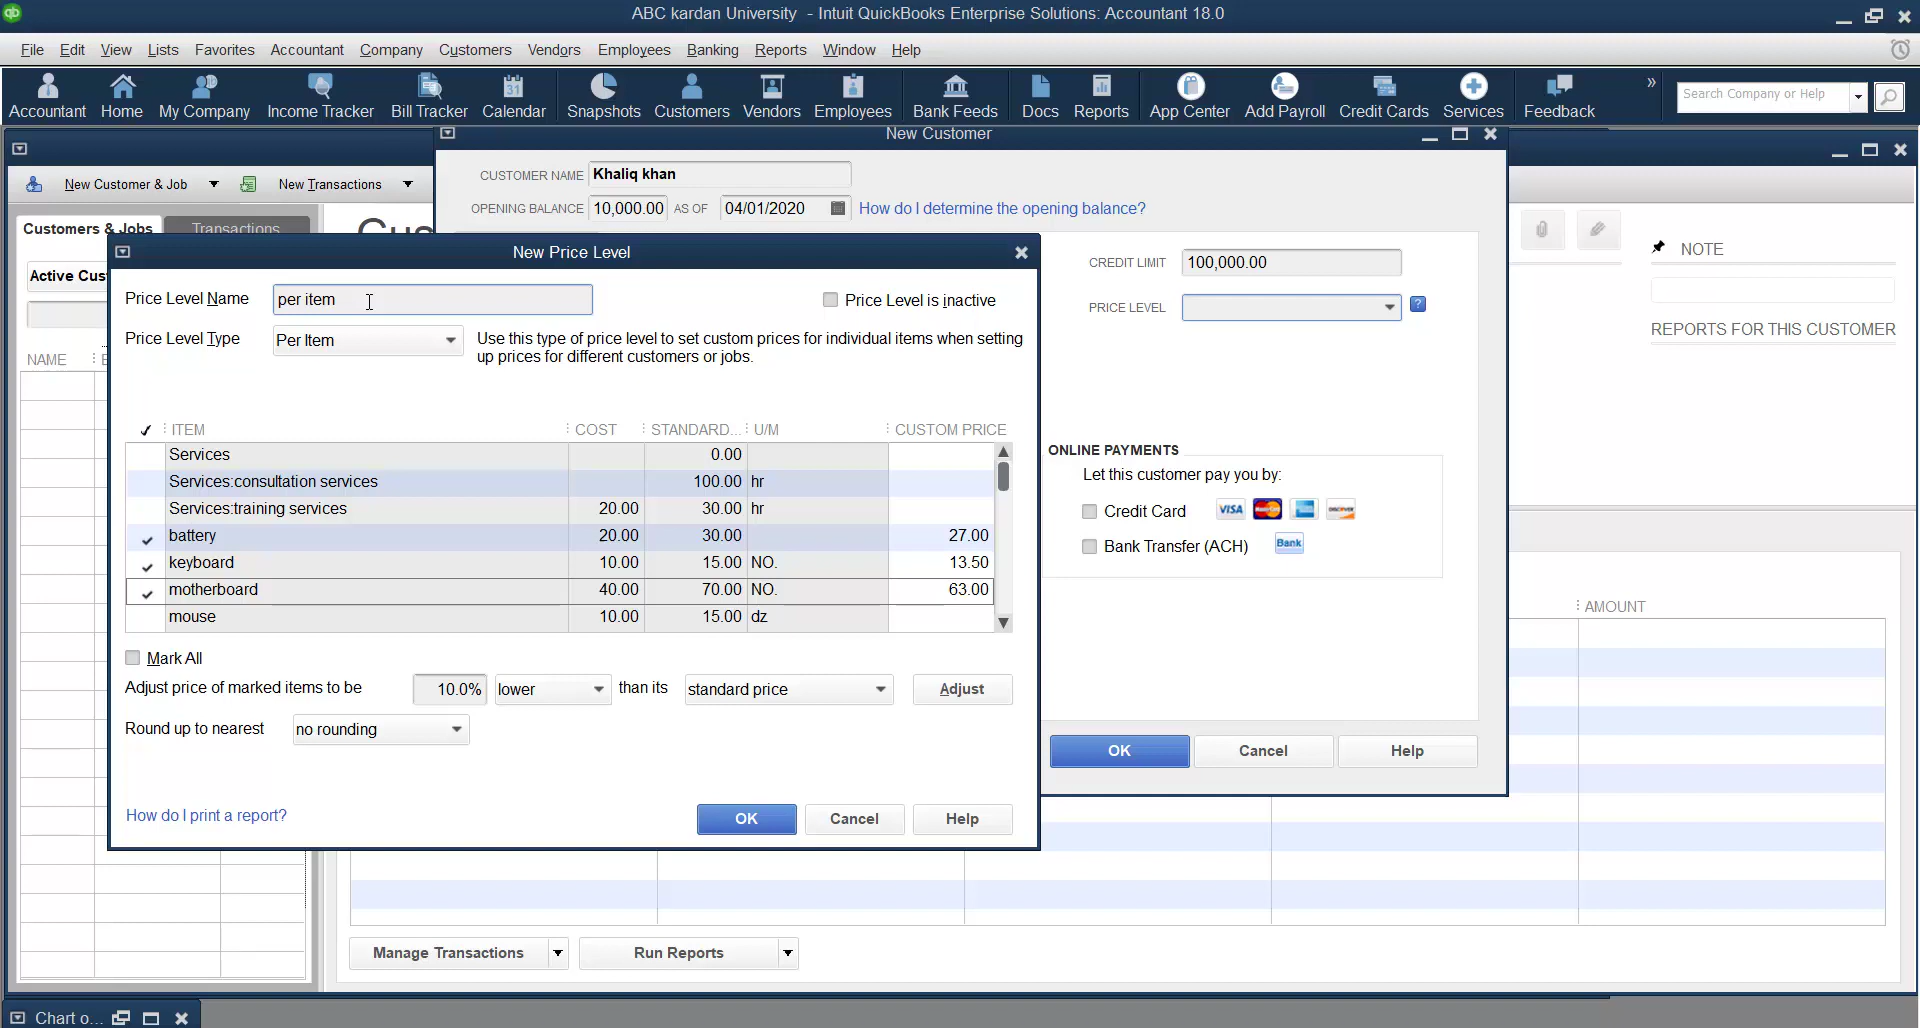 ABC kardan University - Intuit QuickBooks Enterprise Solutions: Accountant 18.0
File Edit View Lists Favorites Accountant Company Customers Vendors Employees Banking Reports Window Help
Accountant Home My Company Income Tracker Bill Tracker Calendar Snapshots Customers Vendors Employees Bank Feeds Docs Reports App Center Add Payroll Credit Cards Services Feedback
Search Company or Help
New Customer
New Customer & Job New Transactions
CUSTOMER NAME Khaliq khan
OPENING BALANCE 10,000.00 AS OF 04/01/2020 How do I determine the opening balance?
Customers & Jobs Transactions
Active Cus
NAME
New Price Level
Price Level Name per item Price Level is inactive
Price Level Type Per Item Use this type of price level to set custom prices for individual items when setting
up prices for different customers or jobs.
ITEM COST STANDARD... U/M CUSTOM PRICE
Services 0.00
Services:consultation services 100.00 hr
Services:training services 20.00 30.00 hr
battery 20.00 30.00 27.00
keyboard 10.00 15.00 NO. 13.50
motherboard 40.00 70.00 NO. 63.00
mouse 10.00 15.00 dz
Mark All
Adjust price of marked items to be 10.0% lower than its standard price Adjust
Round up to nearest no rounding
How do I print a report? OK Cancel Help
CREDIT LIMIT 100,000.00
PRICE LEVEL ?
ONLINE PAYMENTS
Let this customer pay you by:
Credit Card VISA
Bank Transfer (ACH) Bank
OK Cancel Help
NOTE
REPORTS FOR THIS CUSTOMER
AMOUNT
Manage Transactions Run Reports
Chart o...